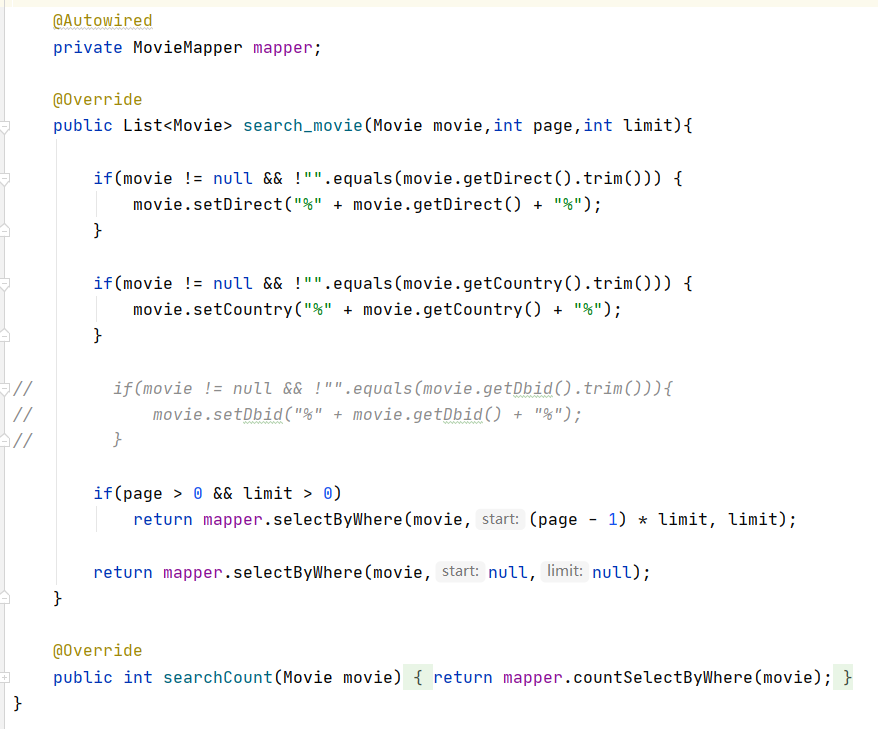 @Autowired
private MovieMapper mapper;
@Override
public List<Movie> search_movie(Movie movie,int page,int limit){
if(movie != null && !"".equals(movie.getDirect().trim())) {
movie.setDirect("%" + movie.getDirect() + "%");
}
if(movie != null && !"".equals(movie.getCountry().trim())) {
movie.setCountry("%" + movie.getCountry() + "%");
}
// if(movie != null && !"".equals(movie.getDbid().trim())){
// movie.setDbid("%" + movie.getDbid() + "%");
// }
if(page > 0 && limit > 0)
return mapper.selectByWhere(movie, start: (page - 1) * limit, limit);
return mapper.selectByWhere(movie, start: null, limit: null);
}
@Override
public int searchCount(Movie movie) { return mapper.countSelectByWhere(movie); }
}